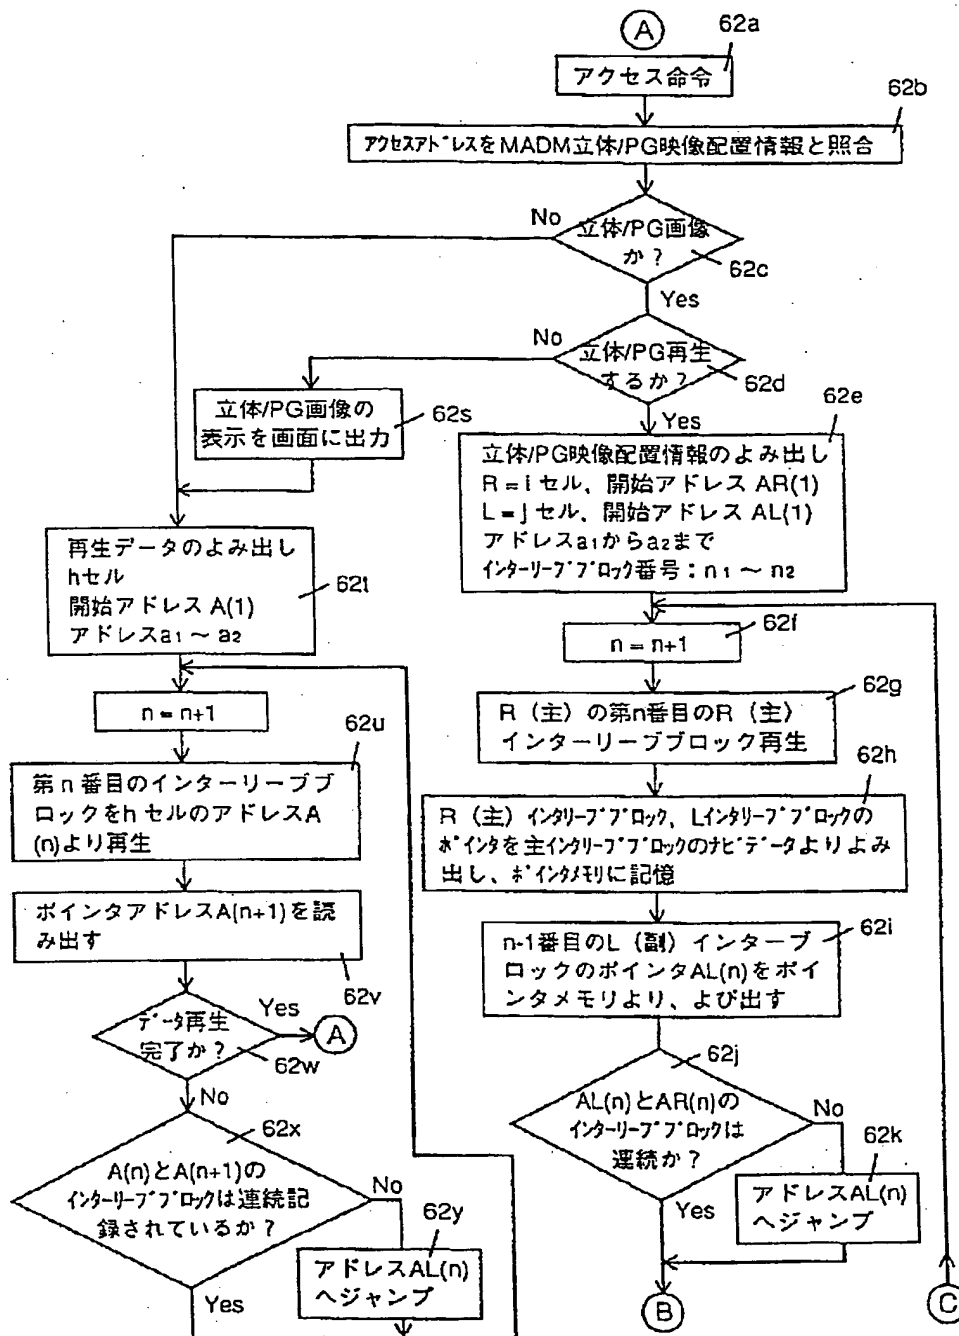 A
62a
アクセス命令
62b
アクセスアドレスをMADM立体/PG映像配置情報と照合
No
立体/PG画像
か？
62c
Yes
No
立体/PG再生
するか？
62d
Yes
62e
立体/PG画像の
表示を画面に出力
62s
立体/PG映像配置情報のよみ出し
R=iセル、開始アドレス AR(1)
L=jセル、開始アドレス AL(1)
アドレスa1からa2まで
インターリーブブロック番号：n1～n2
再生データのよみ出し
hセル
開始アドレス A(1)
アドレスa1～a2
62t
62f
n=n+1
n=n+1
62g
R（主）の第n番目のR（主）
インターリーブブロック再生
62u
第n番目のインターリーブブ
ロックをhセルのアドレスA
(n)より再生
62h
R（主）インタリーブブロック、Lインタリーブブロックの
ポインタを主インタリーブブロックのナビデータよりよみ
出し、ポインタメモリに記憶
ポインタアドレスA(n+1)を読
み出す
62v
62i
n-1番目のL（副）インターブ
ロックのポインタAL(n)をポイ
ンタメモリより、よび出す
データ再生
完了か？
62w
Yes
A
No
62j
AL(n)とAR(n)の
インターリーブブロックは
連続か？
No
62k
アドレスAL(n)
へジャンプ
Yes
62x
A(n)とA(n+1)の
インターリーブブロックは連続記
録されているか？
No
62y
アドレスAL(n)
へジャンプ
Yes
B
C